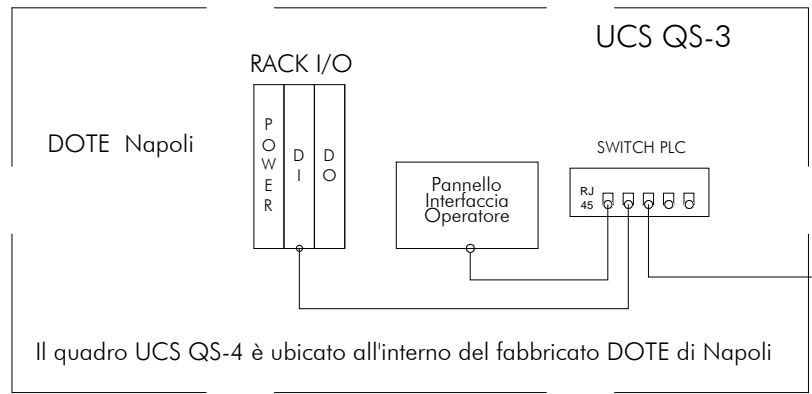 UCS QS-3
RACK I/O
DOTE Napoli
POWER
DI
DO
SWITCH PLC
Pannello
Interfaccia
Operatore
RJ
45
Il quadro UCS QS-4 è ubicato all'interno del fabbricato DOTE di Napoli